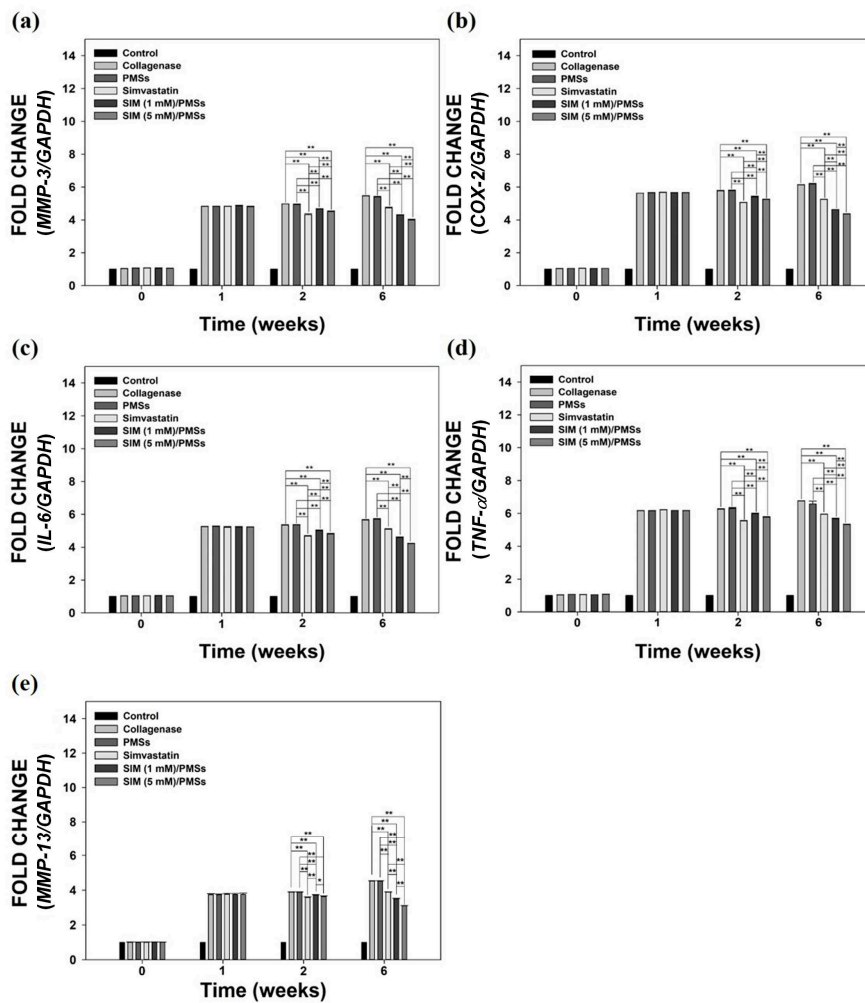 (a)
FOLD CHANGE
(MMP-3/GAPDH)
14
12
10
8
6
4
2
0
Control
Collagenase
PMSs
Simvastatin
SIM (1 mM)/PMSs
SIM (5 mM)/PMSs
0 1 2 6
Time (weeks)
(b)
FOLD CHANGE
(COX-2/GAPDH)
14
12
10
8
6
4
2
0
Control
Collagenase
PMSs
Simvastatin
SIM (1 mM)/PMSs
SIM (5 mM)/PMSs
0 1 2 6
Time (weeks)
(c)
FOLD CHANGE
(IL-6/GAPDH)
14
12
10
8
6
4
2
0
Control
Collagenase
PMSs
Simvastatin
SIM (1 mM)/PMSs
SIM (5 mM)/PMSs
0 1 2 6
Time (weeks)
(d)
FOLD CHANGE
(TNF-α/GAPDH)
14
12
10
8
6
4
2
0
Control
Collagenase
PMSs
Simvastatin
SIM (1 mM)/PMSs
SIM (5 mM)/PMSs
0 1 2 6
Time (weeks)
(e)
FOLD CHANGE
(MMP-13/GAPDH)
14
12
10
8
6
4
2
0
Control
Collagenase
PMSs
Simvastatin
SIM (1 mM)/PMSs
SIM (5 mM)/PMSs
0 1 2 6
Time (weeks)